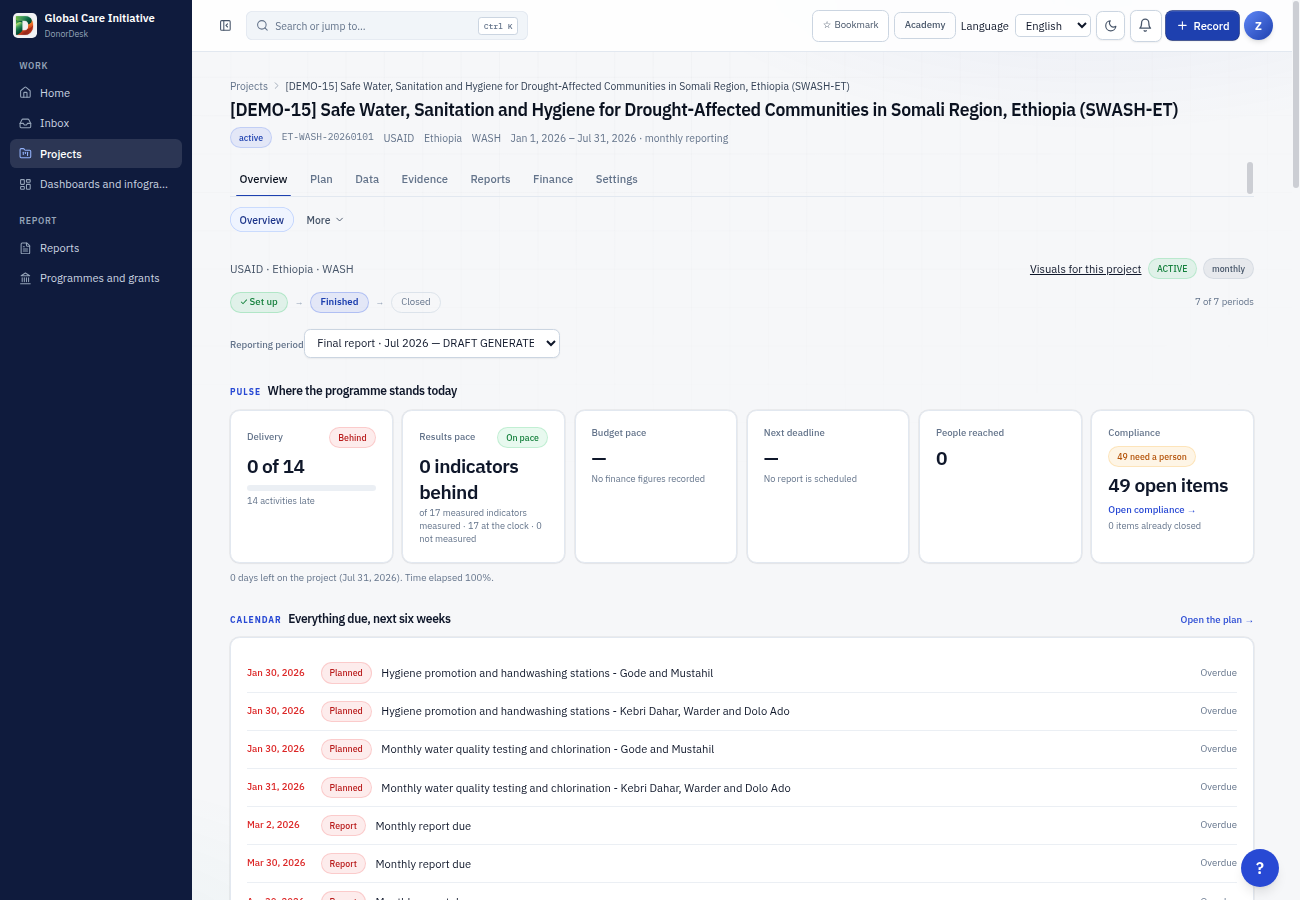 Global Care Initiative
DonorDesk
WORK
Home
Inbox
Projects
Dashboards and infogra...
REPORT
Reports
Programmes and grants
Search or jump to...
Ctrl K
☆ Bookmark
Academy
Language
English
+ Record
Z
Projects > [DEMO-15] Safe Water, Sanitation and Hygiene for Drought-Affected Communities in Somali Region, Ethiopia (SWASH-ET)
[DEMO-15] Safe Water, Sanitation and Hygiene for Drought-Affected Communities in Somali Region, Ethiopia (SWASH-ET)
active ET-WASH-20260101 USAID Ethiopia WASH Jan 1, 2026 – Jul 31, 2026 · monthly reporting
Overview Plan Data Evidence Reports Finance Settings
Overview More
USAID · Ethiopia · WASH
Visuals for this project ACTIVE monthly
✓ Set up → Finished → Closed
7 of 7 periods
Reporting period Final report · Jul 2026 — DRAFT GENERATE
PULSE Where the programme stands today
Delivery Behind
0 of 14
14 activities late
Results pace On pace
0 indicators
behind
of 17 measured indicators
measured · 17 at the clock · 0
not measured
Budget pace
—
No finance figures recorded
Next deadline
—
No report is scheduled
People reached
0
Compliance
49 need a person
49 open items
Open compliance →
0 items already closed
0 days left on the project (Jul 31, 2026). Time elapsed 100%.
CALENDAR Everything due, next six weeks
Open the plan →
Jan 30, 2026 Planned Hygiene promotion and handwashing stations - Gode and Mustahil Overdue
Jan 30, 2026 Planned Hygiene promotion and handwashing stations - Kebri Dahar, Warder and Dolo Ado Overdue
Jan 30, 2026 Planned Monthly water quality testing and chlorination - Gode and Mustahil Overdue
Jan 31, 2026 Planned Monthly water quality testing and chlorination - Kebri Dahar, Warder and Dolo Ado Overdue
Mar 2, 2026 Report Monthly report due Overdue
Mar 30, 2026 Report Monthly report due Overdue
?